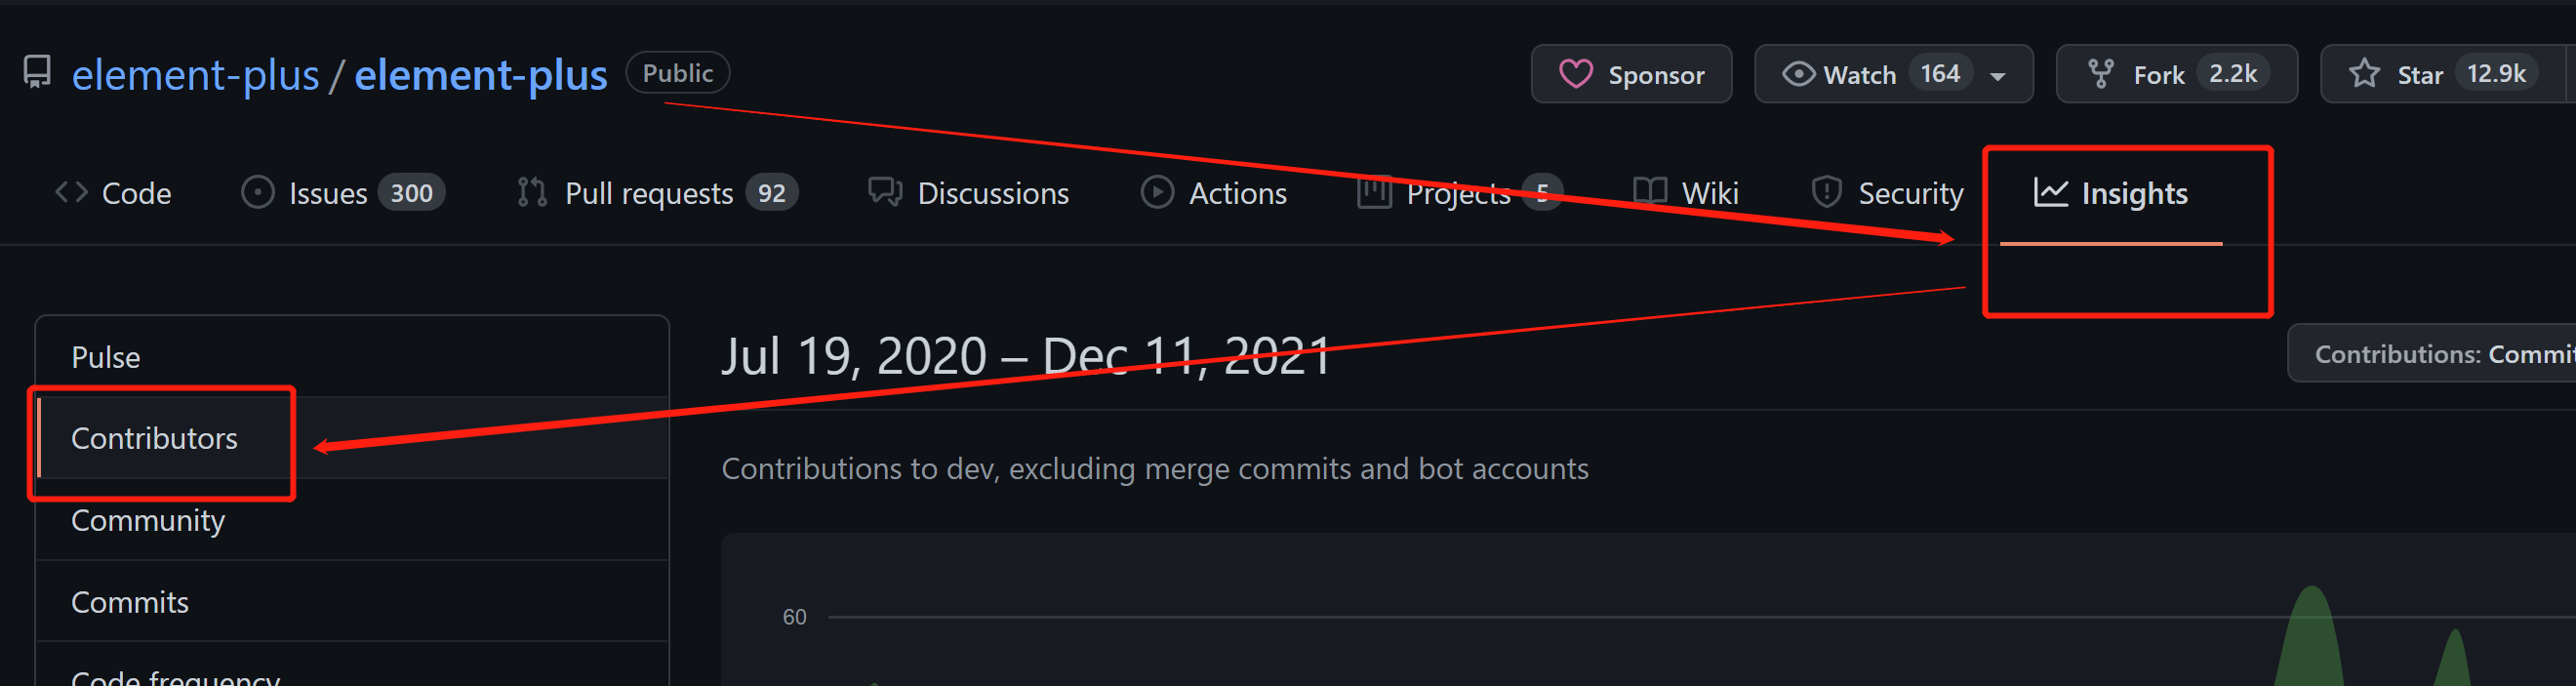 element-plus / element-plus Public Sponsor Watch 164 Fork 2.2k Star 12.9k
Code Issues 300 Pull requests 92 Discussions Actions Projects 5 Wiki Security Insights
Pulse
Jul 19, 2020 – Dec 11, 2021
Contributions: Commit
Contributors
Contributions to dev, excluding merge commits and bot accounts
Community
Commits
60
Code frequency